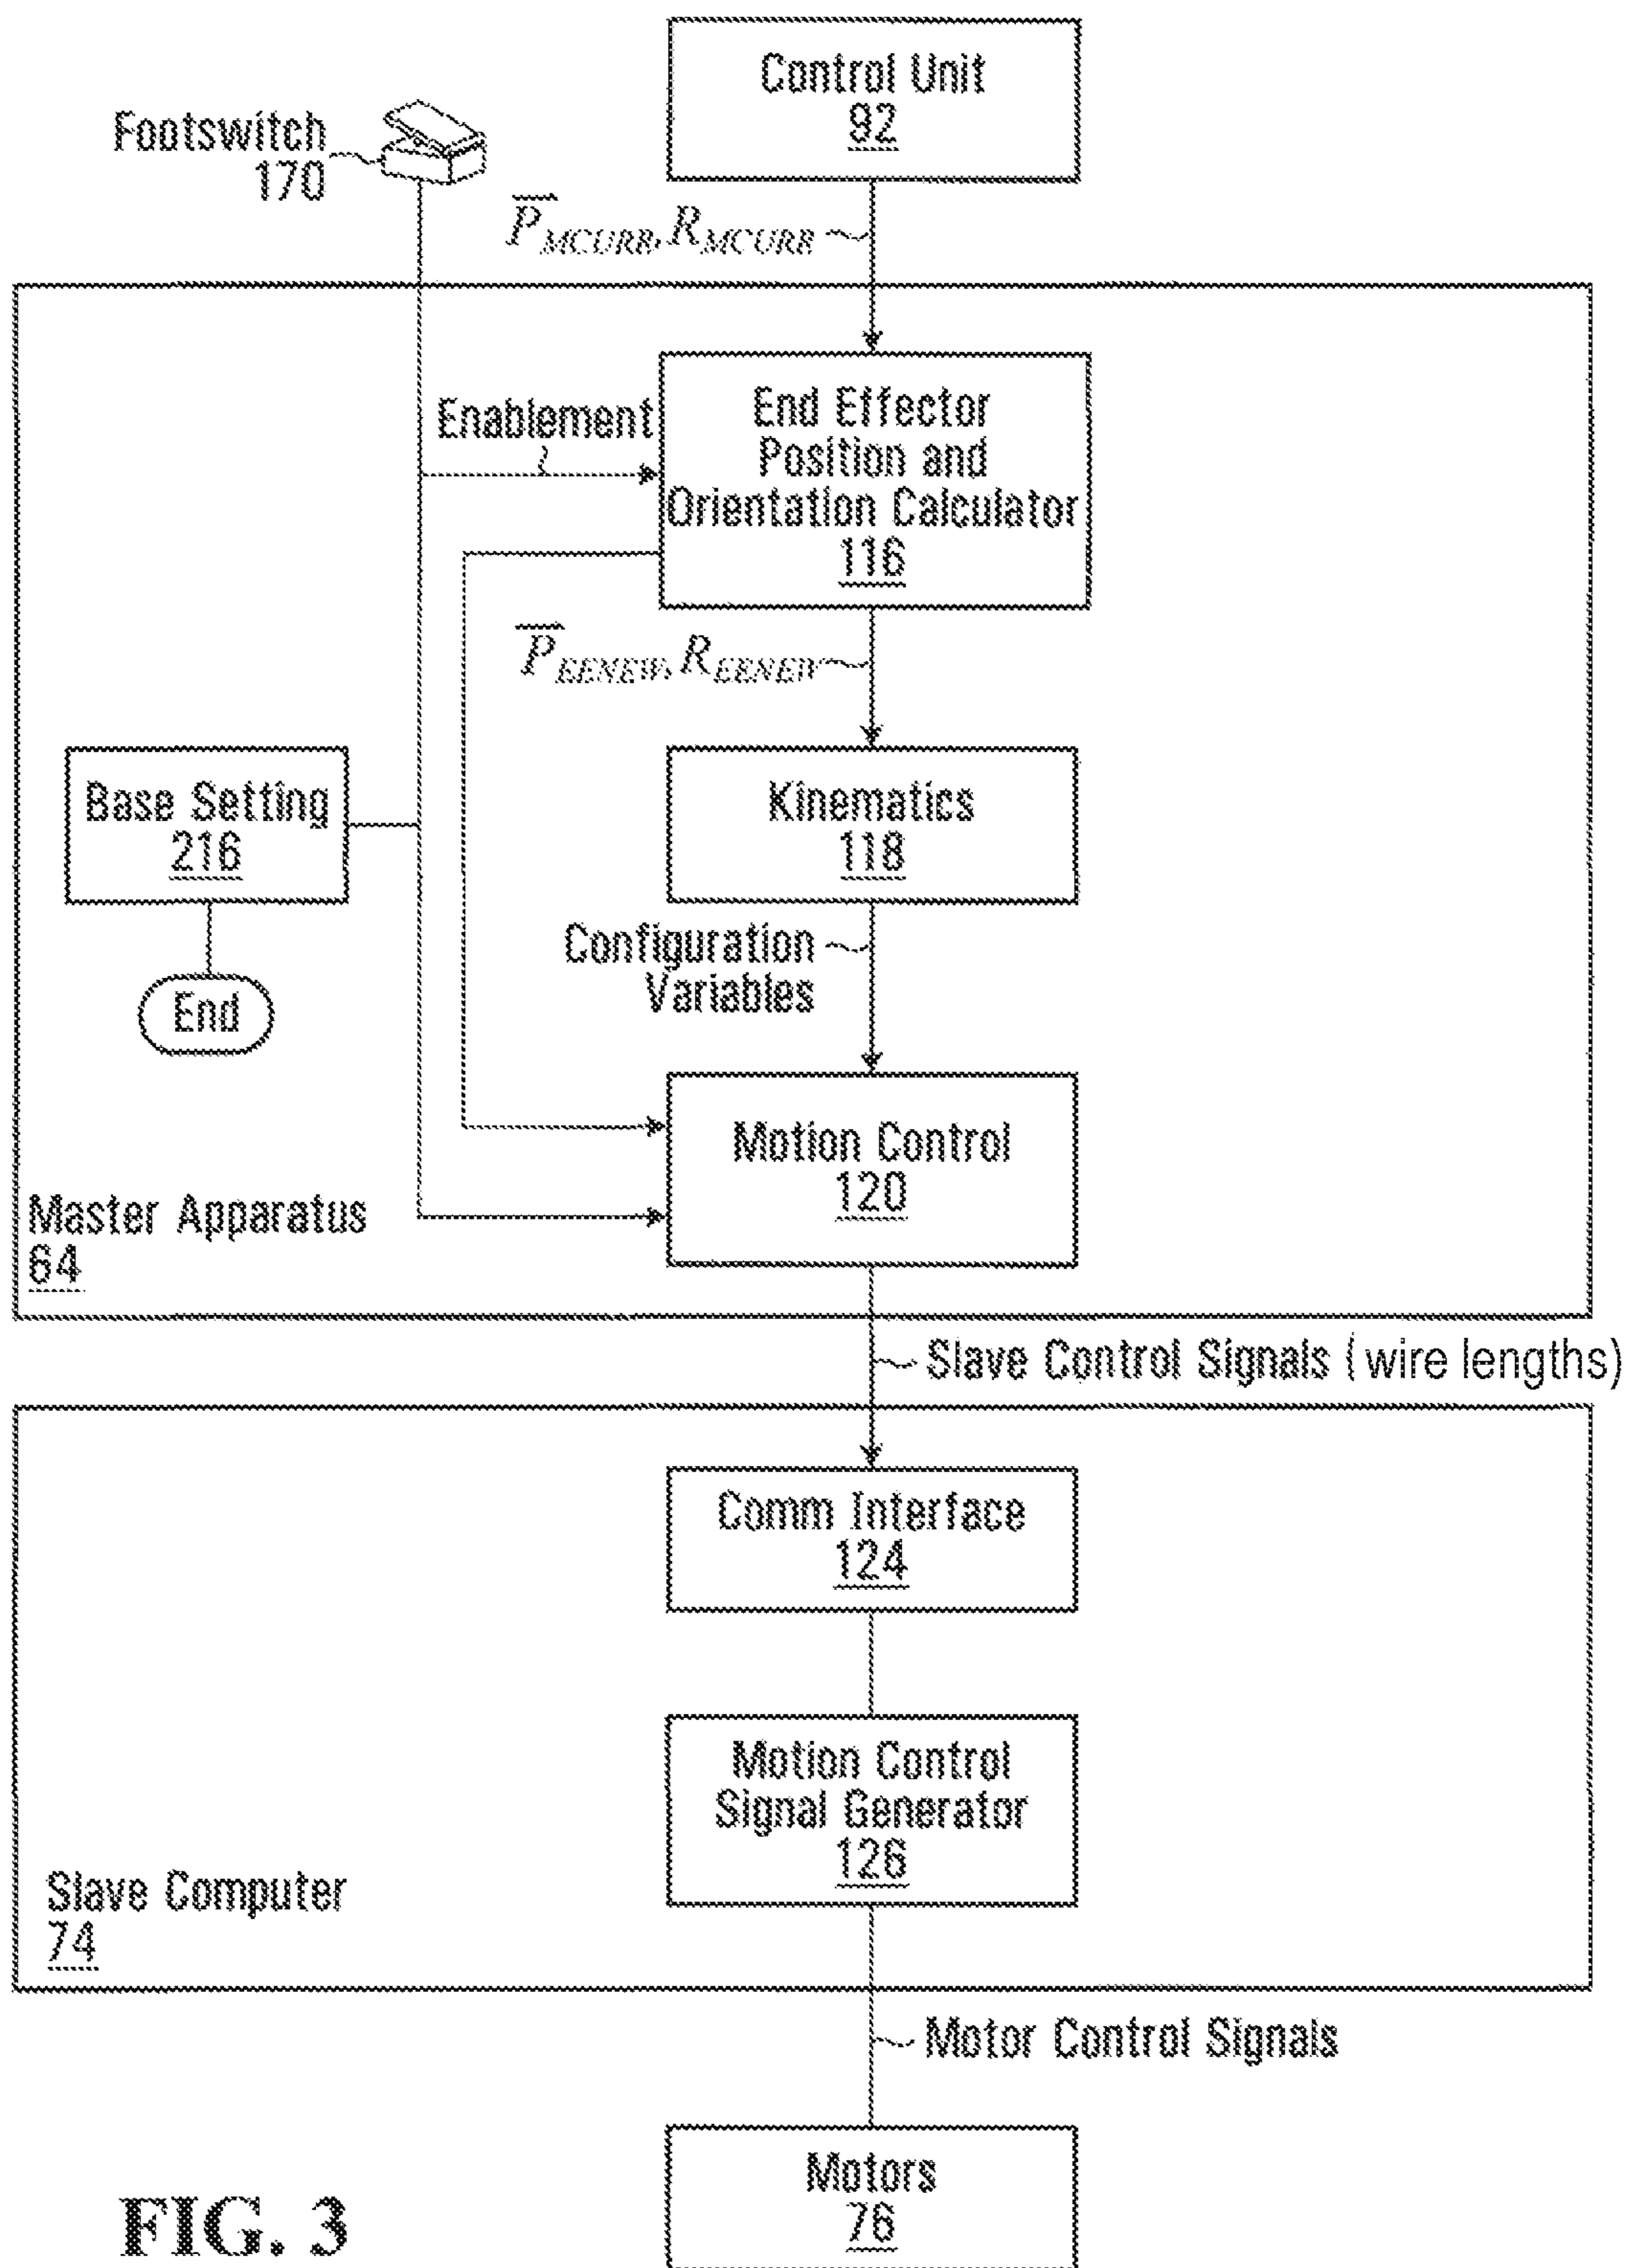 Control Unit
92
Footswitch
170
P̅MCURR, RMCURR
Enablement
End Effector
Position and
Orientation Calculator
116
P̅EENEW, REENEW
Base Setting
216
Kinematics
118
Configuration
Variables
End
Motion Control
120
Master Apparatus
64
Slave Control Signals (wire lengths)
Comm Interface
124
Motion Control
Signal Generator
126
Slave Computer
74
Motor Control Signals
Motors
76
FIG. 3